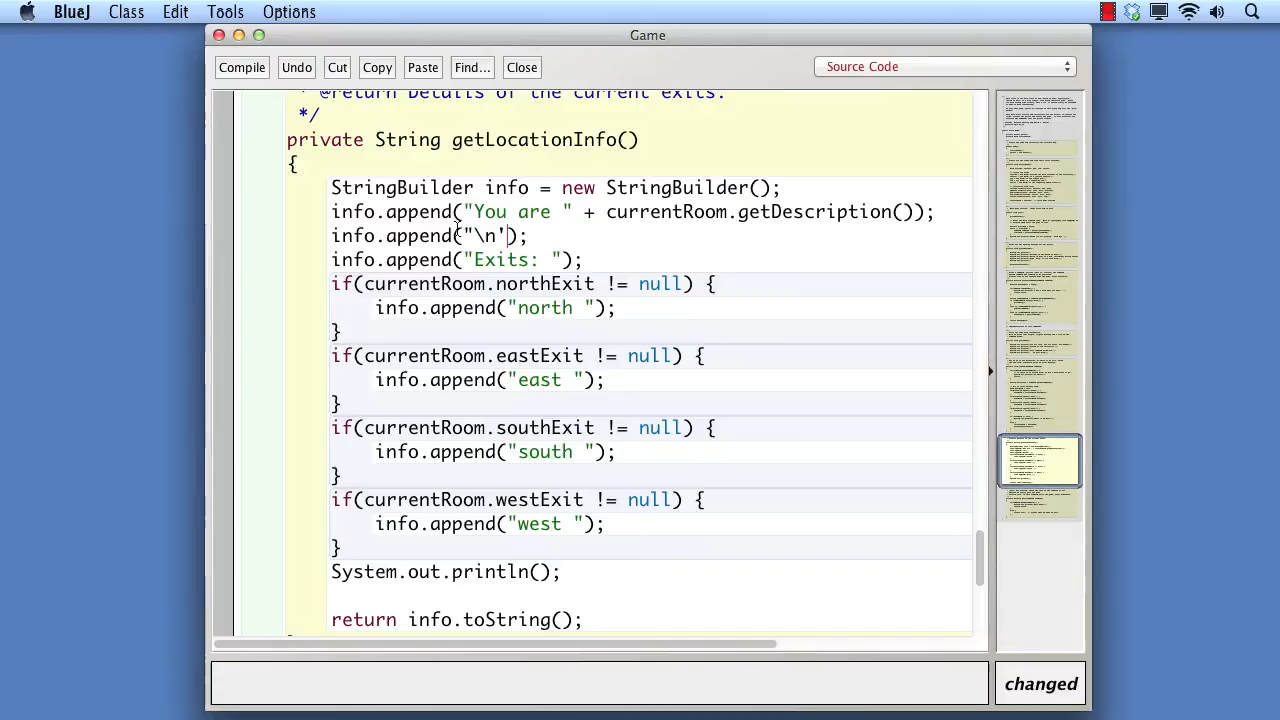 BlueJ Class Edit Tools Options
Game
Compile Undo Cut Copy Paste Find... Close Source Code
* @return Details of the current exits.
*/
private String getLocationInfo()
{
StringBuilder info = new StringBuilder();
info.append("You are " + currentRoom.getDescription());
info.append("\n');
info.append("Exits: ");
if(currentRoom.northExit != null) {
info.append("north ");
}
if(currentRoom.eastExit != null) {
info.append("east ");
}
if(currentRoom.southExit != null) {
info.append("south ");
}
if(currentRoom.westExit != null) {
info.append("west ");
}
System.out.println();
return info.toString();
changed